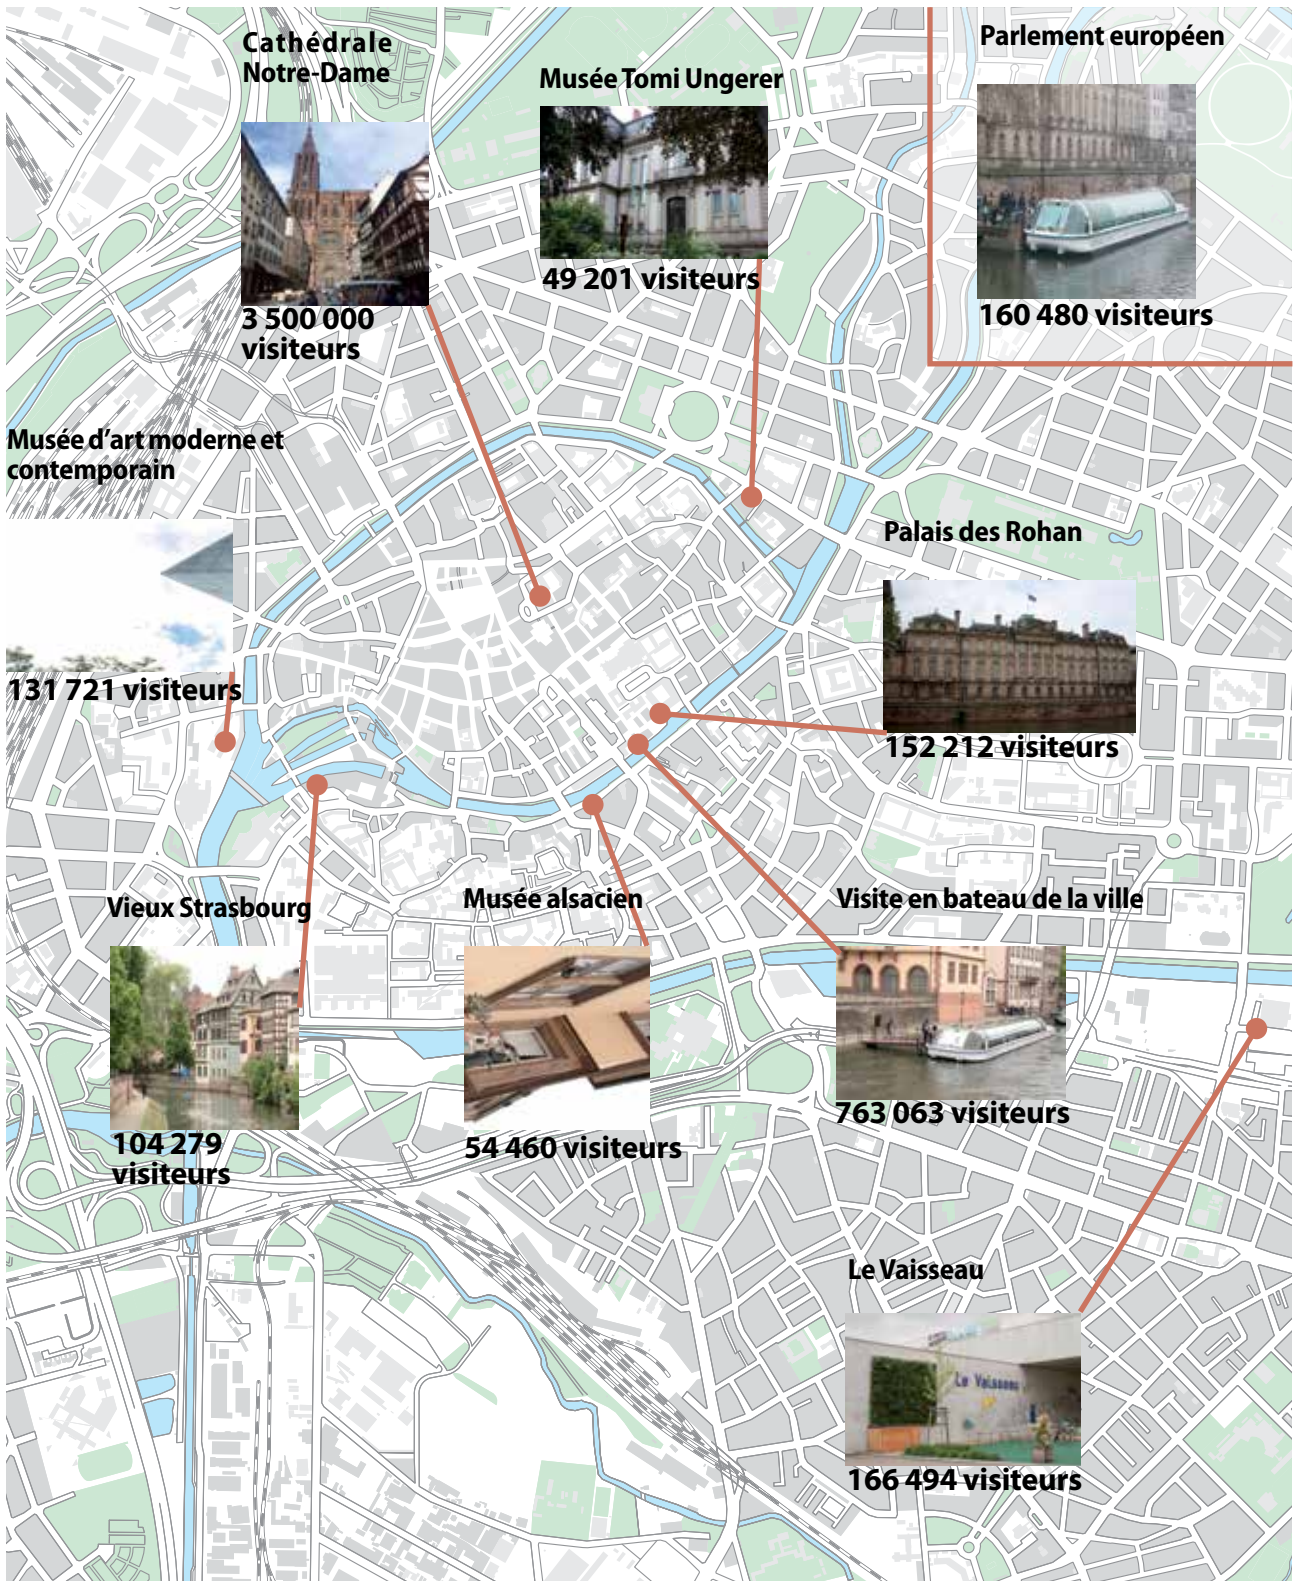 Cathédrale
Notre-Dame
3 500 000
visiteurs
Musée Tomi Ungerer
49 201 visiteurs
Parlement européen
160 480 visiteurs
Musée d'art moderne et
contemporain
131 721 visiteurs
Palais des Rohan
152 212 visiteurs
Vieux Strasbourg
104 279
visiteurs
Musée alsacien
54 460 visiteurs
Visite en bateau de la ville
763 063 visiteurs
Le Vaisseau
Le Vaisseau
166 494 visiteurs